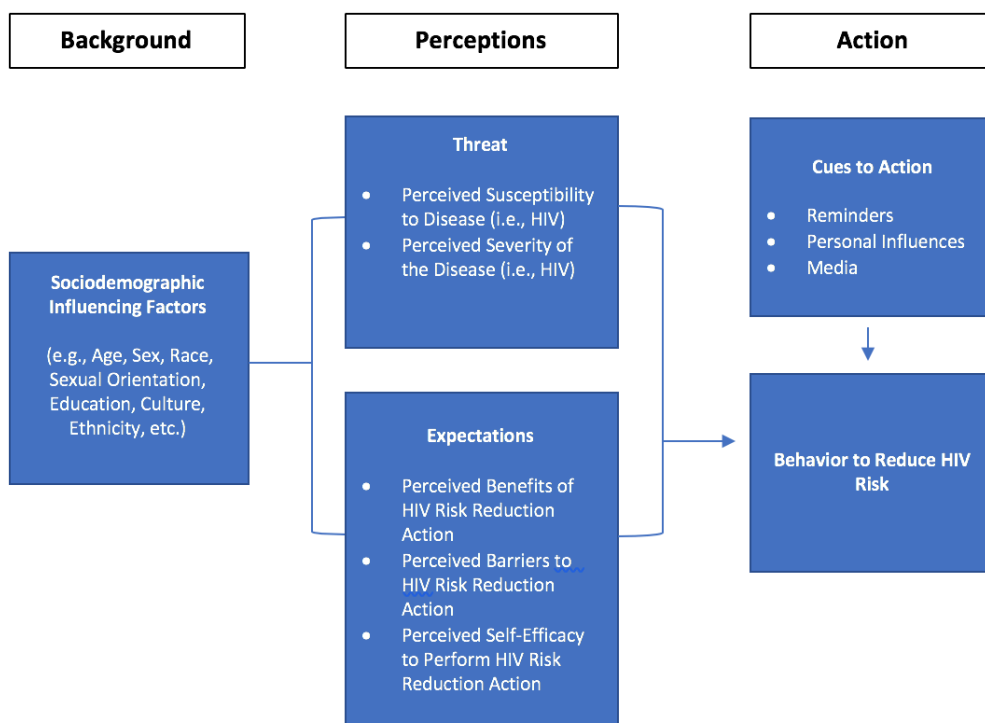 Background
Perceptions
Action
Sociodemographic
Influencing Factors
(e.g., Age, Sex, Race,
Sexual Orientation,
Education, Culture,
Ethnicity, etc.)
Threat
• Perceived Susceptibility
to Disease (i.e., HIV)
• Perceived Severity of
the Disease (i.e., HIV)
Expectations
• Perceived Benefits of
HIV Risk Reduction
Action
• Perceived Barriers to
HIV Risk Reduction
Action
• Perceived Self-Efficacy
to Perform HIV Risk
Reduction Action
Cues to Action
• Reminders
• Personal Influences
• Media
Behavior to Reduce HIV
Risk